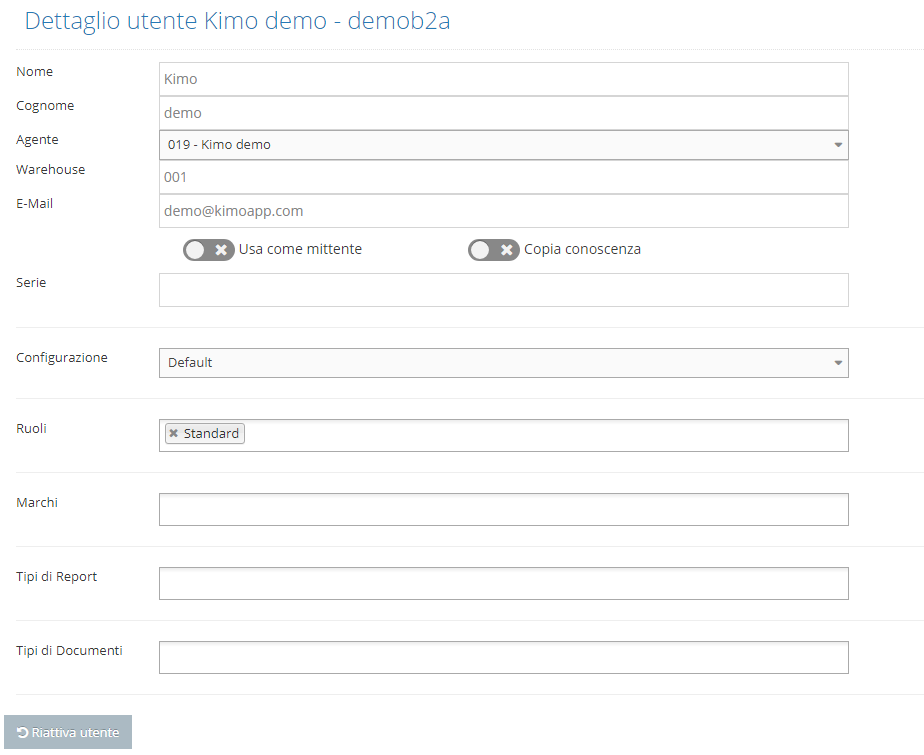 Dettaglio utente Kimo demo - demob2a
Nome
Kimo
Cognome
demo
Agente
019 - Kimo demo
Warehouse
001
E-Mail
demo@kimoapp.com
Usa come mittente
Copia conoscenza
Serie
Configurazione
Default
Ruoli
Standard
Marchi
Tipi di Report
Tipi di Documenti
Riattiva utente